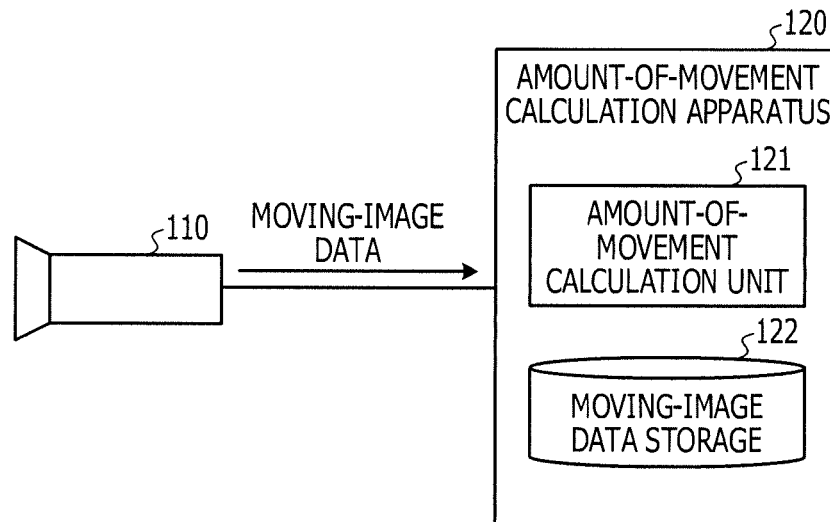 120
AMOUNT-OF-MOVEMENT
CALCULATION APPARATUS
121
AMOUNT-OF-
MOVEMENT
CALCULATION UNIT
110
MOVING-IMAGE
DATA
122
MOVING-IMAGE
DATA STORAGE